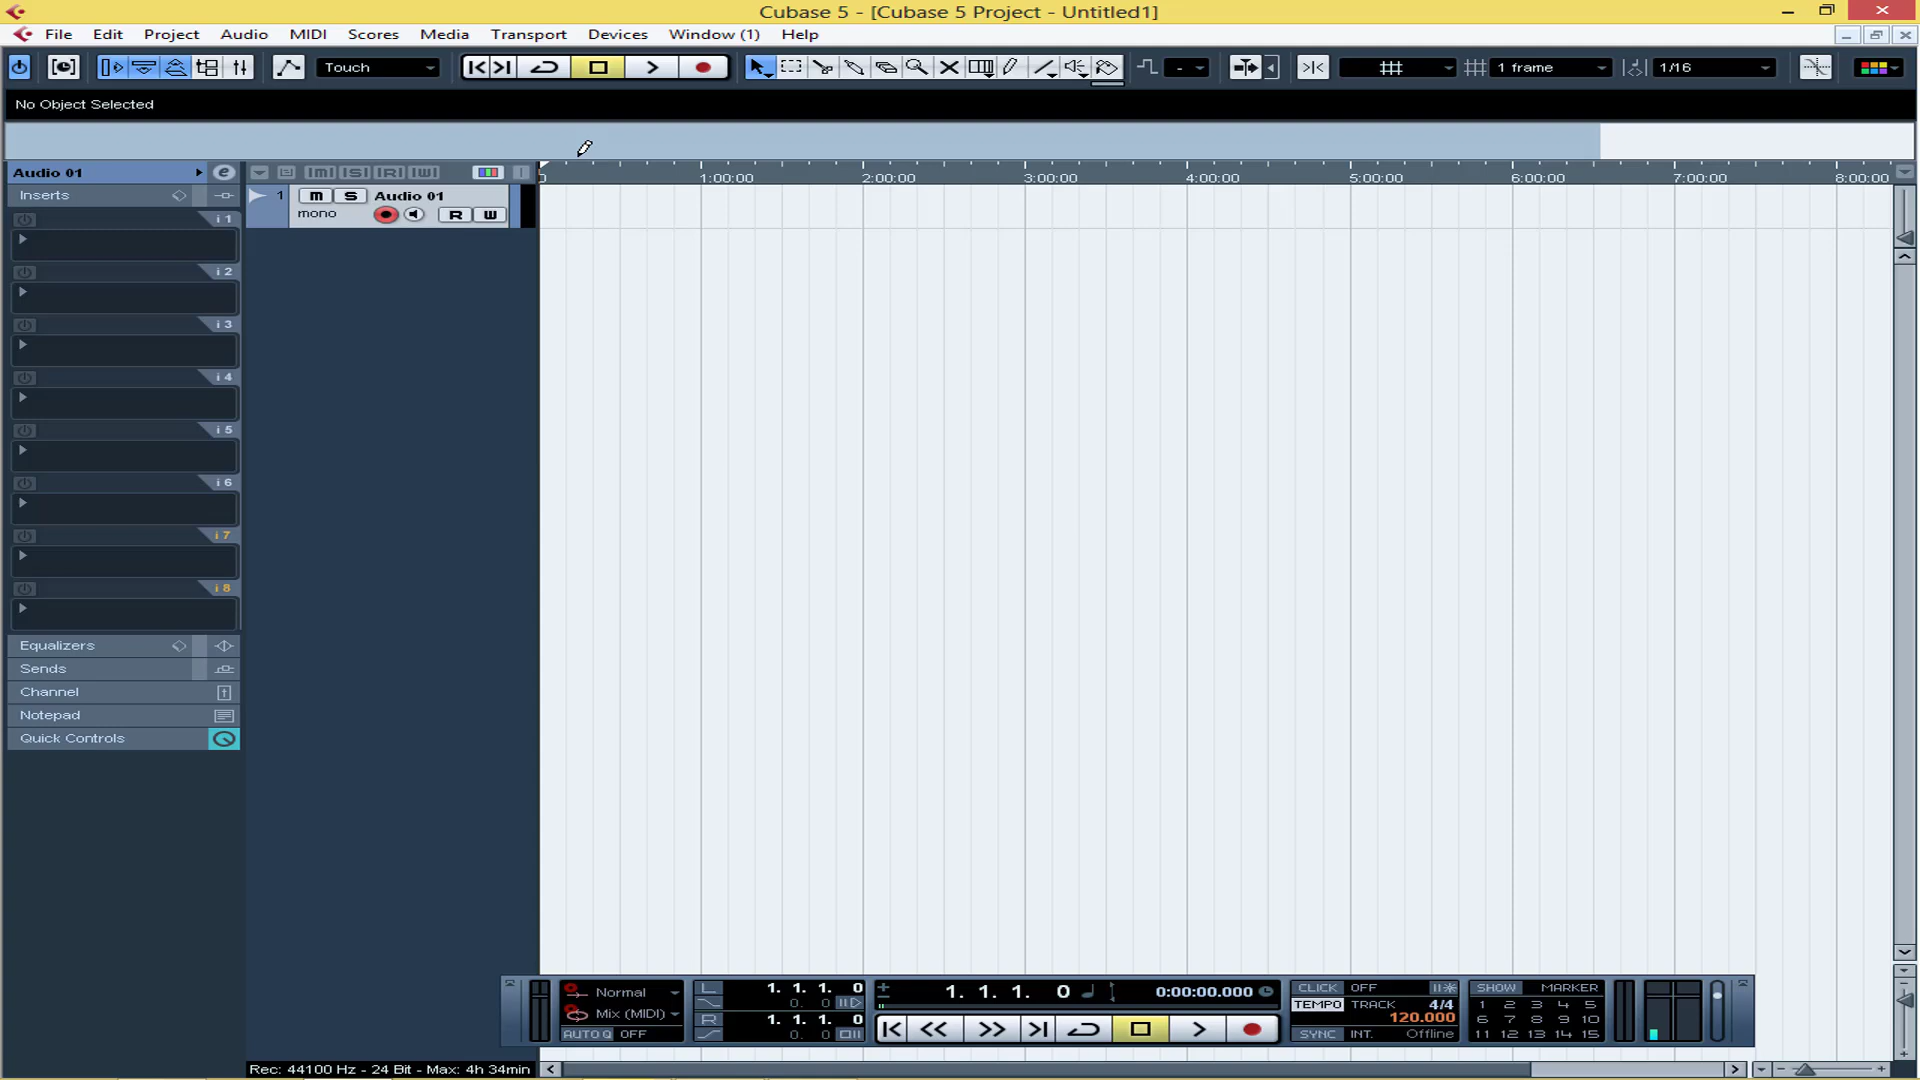 Cubase 5 - [Cubase 5 Project - Untitled1]
File Edit Project Audio MIDI Scores Media Transport Devices Window (1) Help
Touch - 1 frame 1/16
No Object Selected
Audio 01 e M S R W
0 1:00:00 2:00:00 3:00:00 4:00:00 5:00:00 6:00:00 7:00:00 8:00:00
Inserts
1 M S Audio 01
mono R W
i 1
i 2
i 3
i 4
i 5
i 6
i 7
i 8
Equalizers
Sends
Channel
Notepad
Quick Controls
Normal L 1. 1. 1. 0
0. 0
1. 1. 1. 0 0:00:00.000
CLICK OFF SHOW MARKER
Mix (MIDI) R 1. 1. 1. 0
0. 0
TEMPO TRACK 4/4
120.000
1 2 3 4 5
6 7 8 9 10
AUTO Q OFF
SYNC INT. Offline 11 12 13 14 15
Rec: 44100 Hz - 24 Bit - Max: 4h 34min